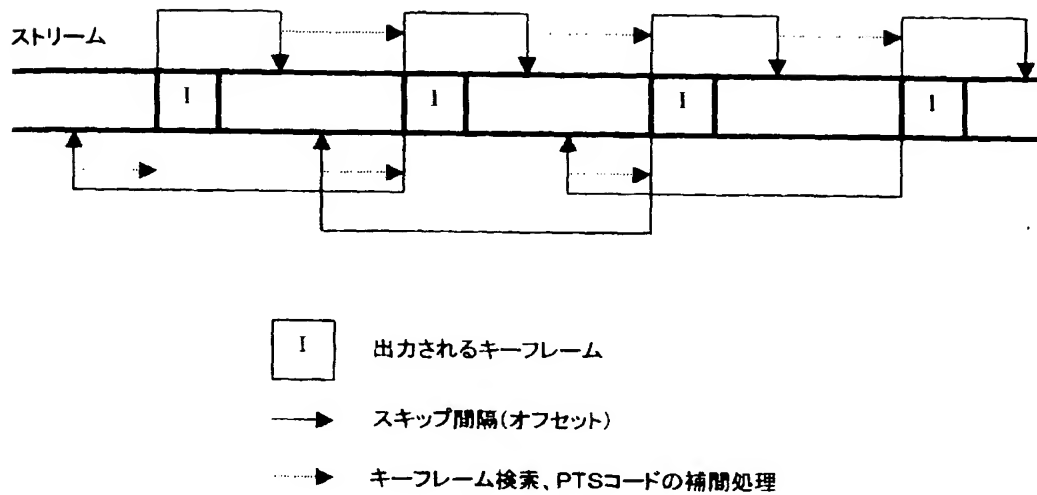 ストリーム
I I I I
I 出力されるキーフレーム
スキップ間隔(オフセット)
キーフレーム検索、PTSコードの補間処理